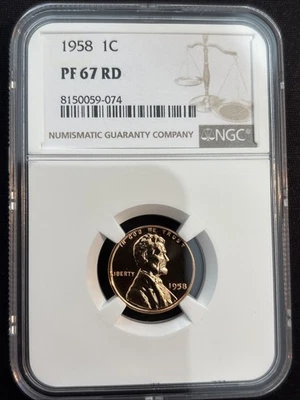 1958 1C
PF 67 RD
8150059-074
NUMISMATIC GUARANTY COMPANY
NGC
IN GOD WE TRUST
LIBERTY
1958